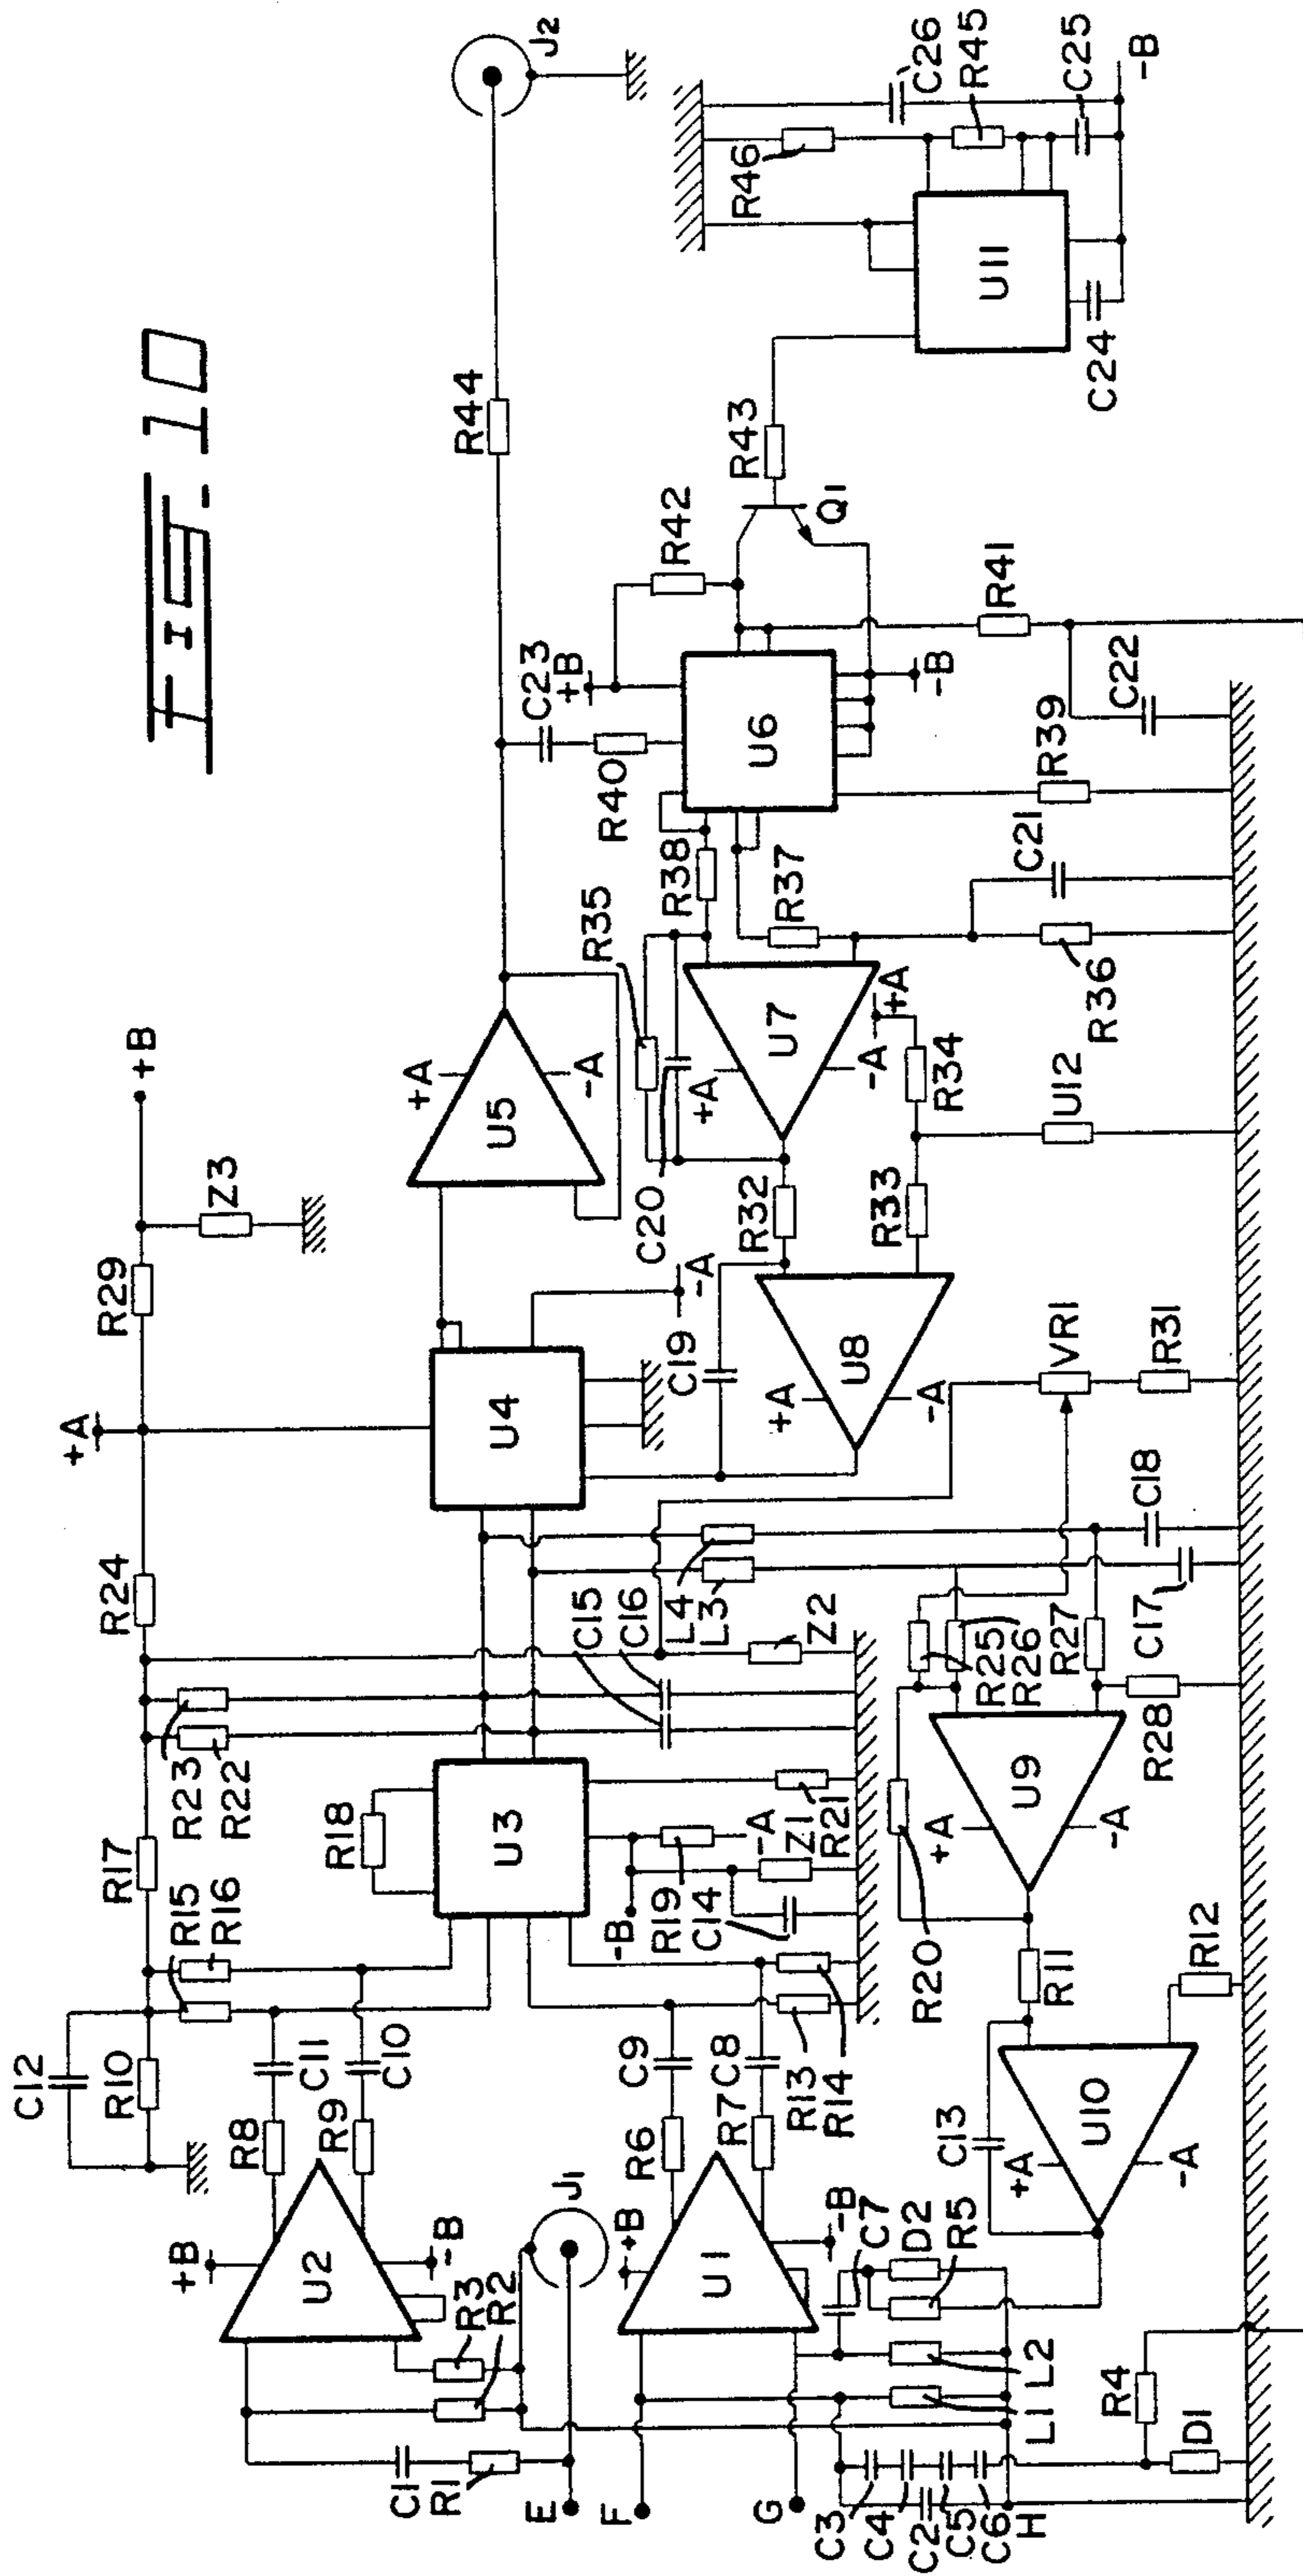 FIG. 10
+A
+B
C12
R10
R15
R16
R17
R23
R22
R24
R29
Z3
+B
U2
-B
R8
R9
C11
C10
R3
R2
C1
R1
J1
E
F
G
H
R18
U3
-B
R19
C14
-A
Z1
R21
C15
C16
L4
L3
Z2
U4
-A
+A
U5
-A
R44
J2
+B
U1
-B
R6
R7
C9
C8
R13
R14
C7
D2
R5
L2
L1
C3
C4
C2
C5
C6
R4
D1
C13
+A
U10
-A
R11
R12
R20
+A
U9
-A
R25
R26
R27
R28
C17
C18
VR1
R31
C19
+A
U8
-A
R32
R33
R34
U12
C20
R35
+A
U7
-A
+A
R38
R37
R36
C21
R39
C22
R41
R40
C23
+B
U6
-B
R42
Q1
R43
U11
C24
R46
C26
R45
C25
-B